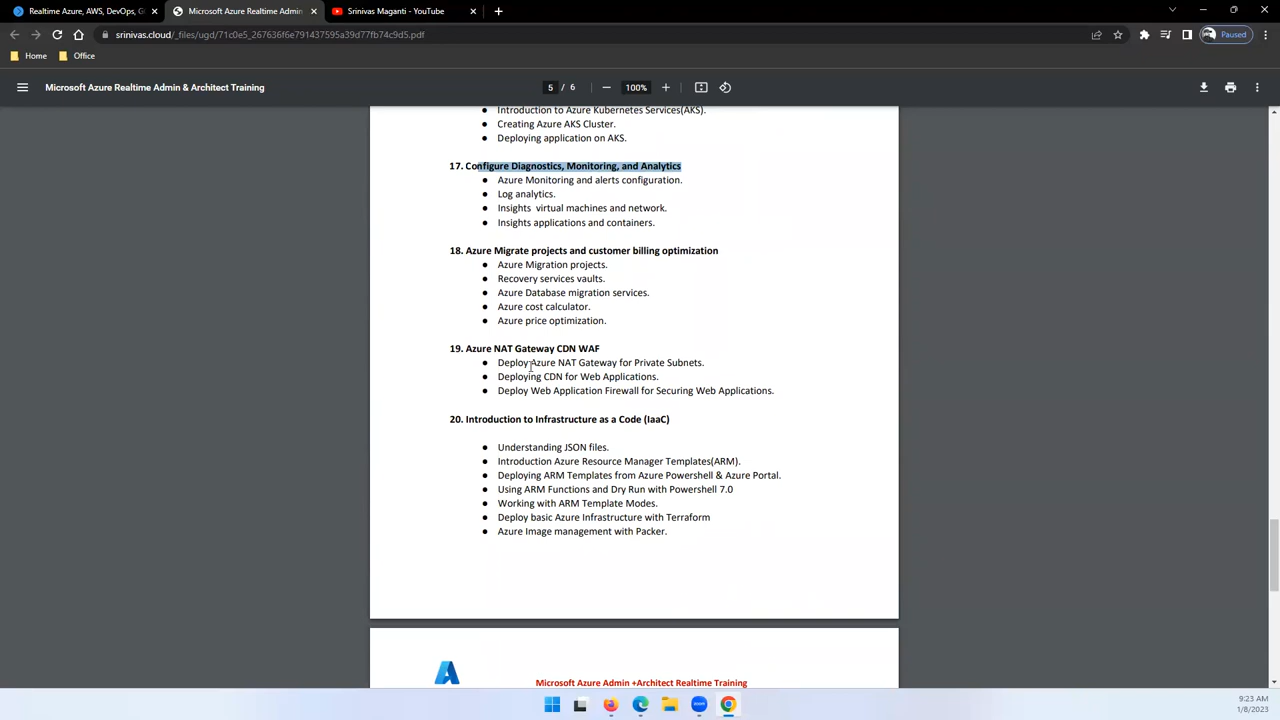 Realtime Azure, AWS, DevOps, G
Microsoft Azure Realtime Admin
Srinivas Maganti - YouTube
srinivas.cloud/_files/ugd/71c0e5_267636f6e791437595a39d77fb74c9d5.pdf
Paused
Home
Office
Microsoft Azure Realtime Admin & Architect Training
5 / 6
100%
● Introduction to Azure Kubernetes Services(AKS).
● Creating Azure AKS Cluster.
● Deploying application on AKS.
17. Configure Diagnostics, Monitoring, and Analytics
● Azure Monitoring and alerts configuration.
● Log analytics.
● Insights virtual machines and network.
● Insights applications and containers.
18. Azure Migrate projects and customer billing optimization
● Azure Migration projects.
● Recovery services vaults.
● Azure Database migration services.
● Azure cost calculator.
● Azure price optimization.
19. Azure NAT Gateway CDN WAF
● Deploy Azure NAT Gateway for Private Subnets.
● Deploying CDN for Web Applications.
● Deploy Web Application Firewall for Securing Web Applications.
20. Introduction to Infrastructure as a Code (IaaC)
● Understanding JSON files.
● Introduction Azure Resource Manager Templates(ARM).
● Deploying ARM Templates from Azure Powershell & Azure Portal.
● Using ARM Functions and Dry Run with Powershell 7.0
● Working with ARM Template Modes.
● Deploy basic Azure Infrastructure with Terraform
● Azure Image management with Packer.
Microsoft Azure Admin +Architect Realtime Training
zoom
9:23 AM
1/8/2023